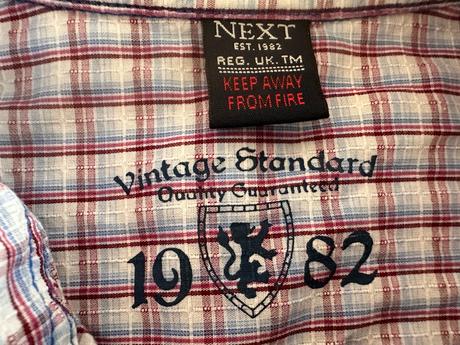 NEXT
EST. 1982
REG. UK. TM
KEEP AWAY
FROM FIRE
Vintage Standard
Quality Guaranteed
19 82